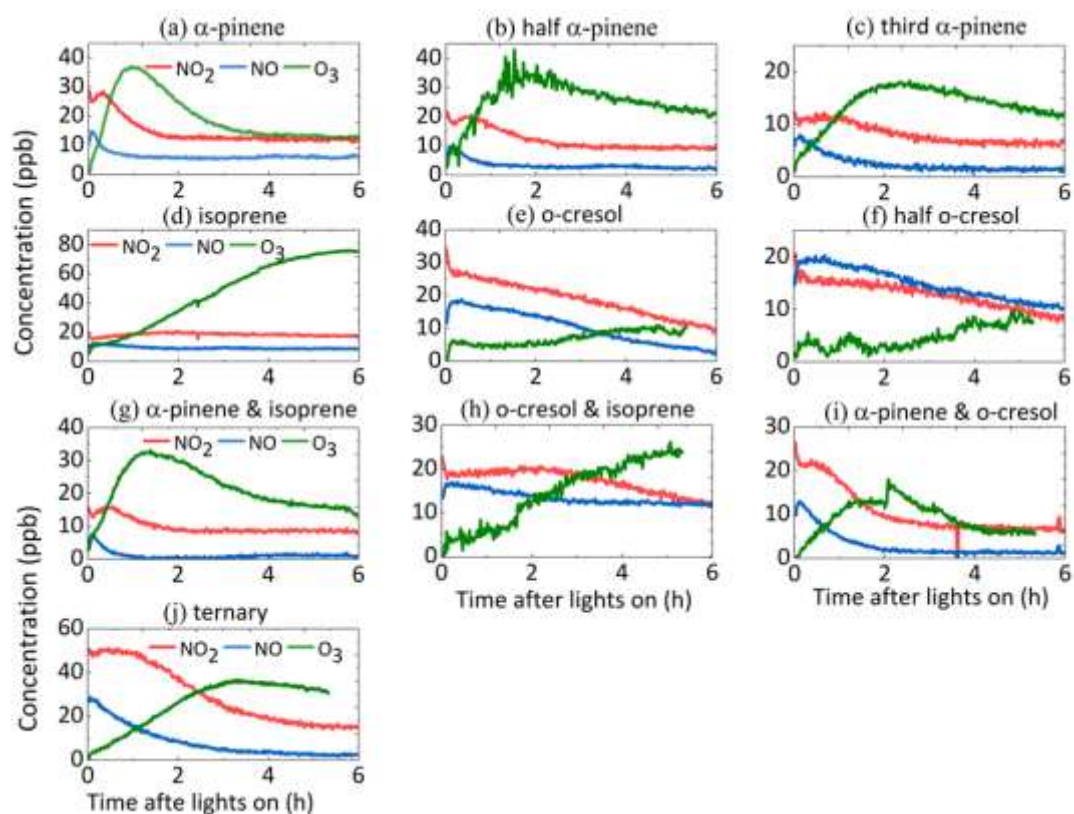 (a) α-pinene
(b) half α-pinene
(c) third α-pinene
NO2 NO O3
NO2 NO O3
40
30
20
10
0
0 2 4 6
40
30
20
10
0
0 2 4 6
20
10
0
0 2 4 6
(d) isoprene
(e) o-cresol
(f) half o-cresol
NO2 NO O3
80
60
40
20
0
0 2 4 6
40
30
20
10
0
0 2 4 6
20
10
0
0 2 4 6
Concentration (ppb)
(g) α-pinene & isoprene
(h) o-cresol & isoprene
(i) α-pinene & o-cresol
NO2 NO O3
40
30
20
10
0
0 2 4 6
30
20
10
0
0 2 4 6
Time after lights on (h)
30
20
10
0
0 2 4 6
Time after lights on (h)
(j) ternary
NO2 NO O3
60
40
20
0
0 2 4 6
Concentration (ppb)
Time afte lights on (h)